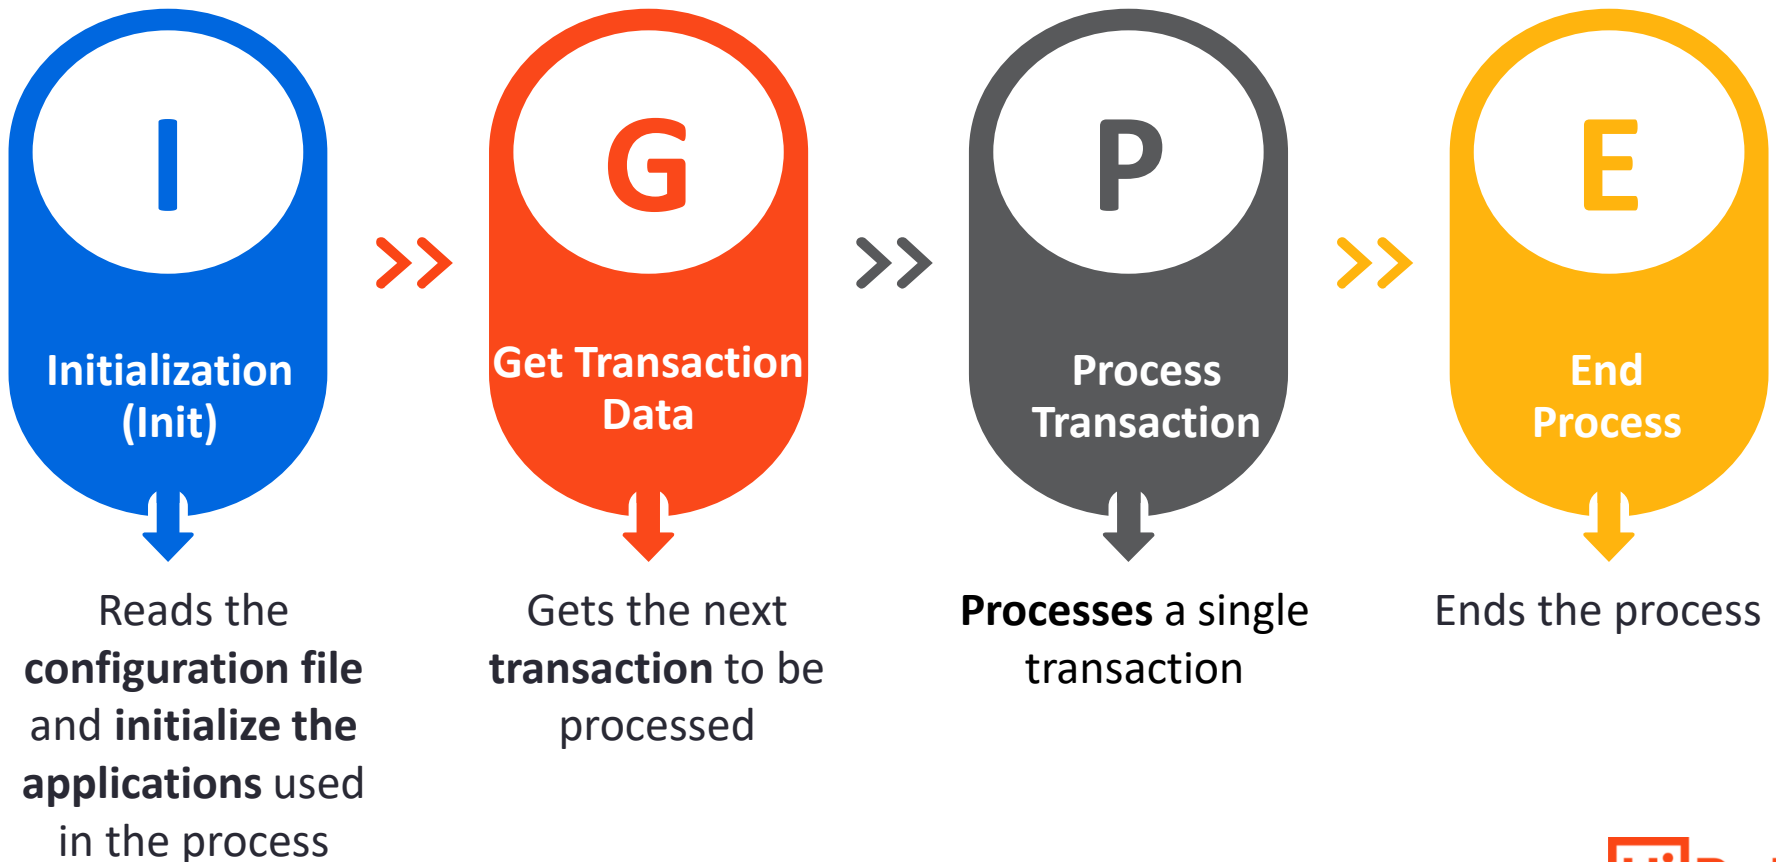 I
G
P
E
Initialization
(Init)
Get Transaction
Data
Process
Transaction
End
Process
Reads the
configuration file
and initialize the
applications used
in the process
Gets the next
transaction to be
processed
Processes a single
transaction
Ends the process